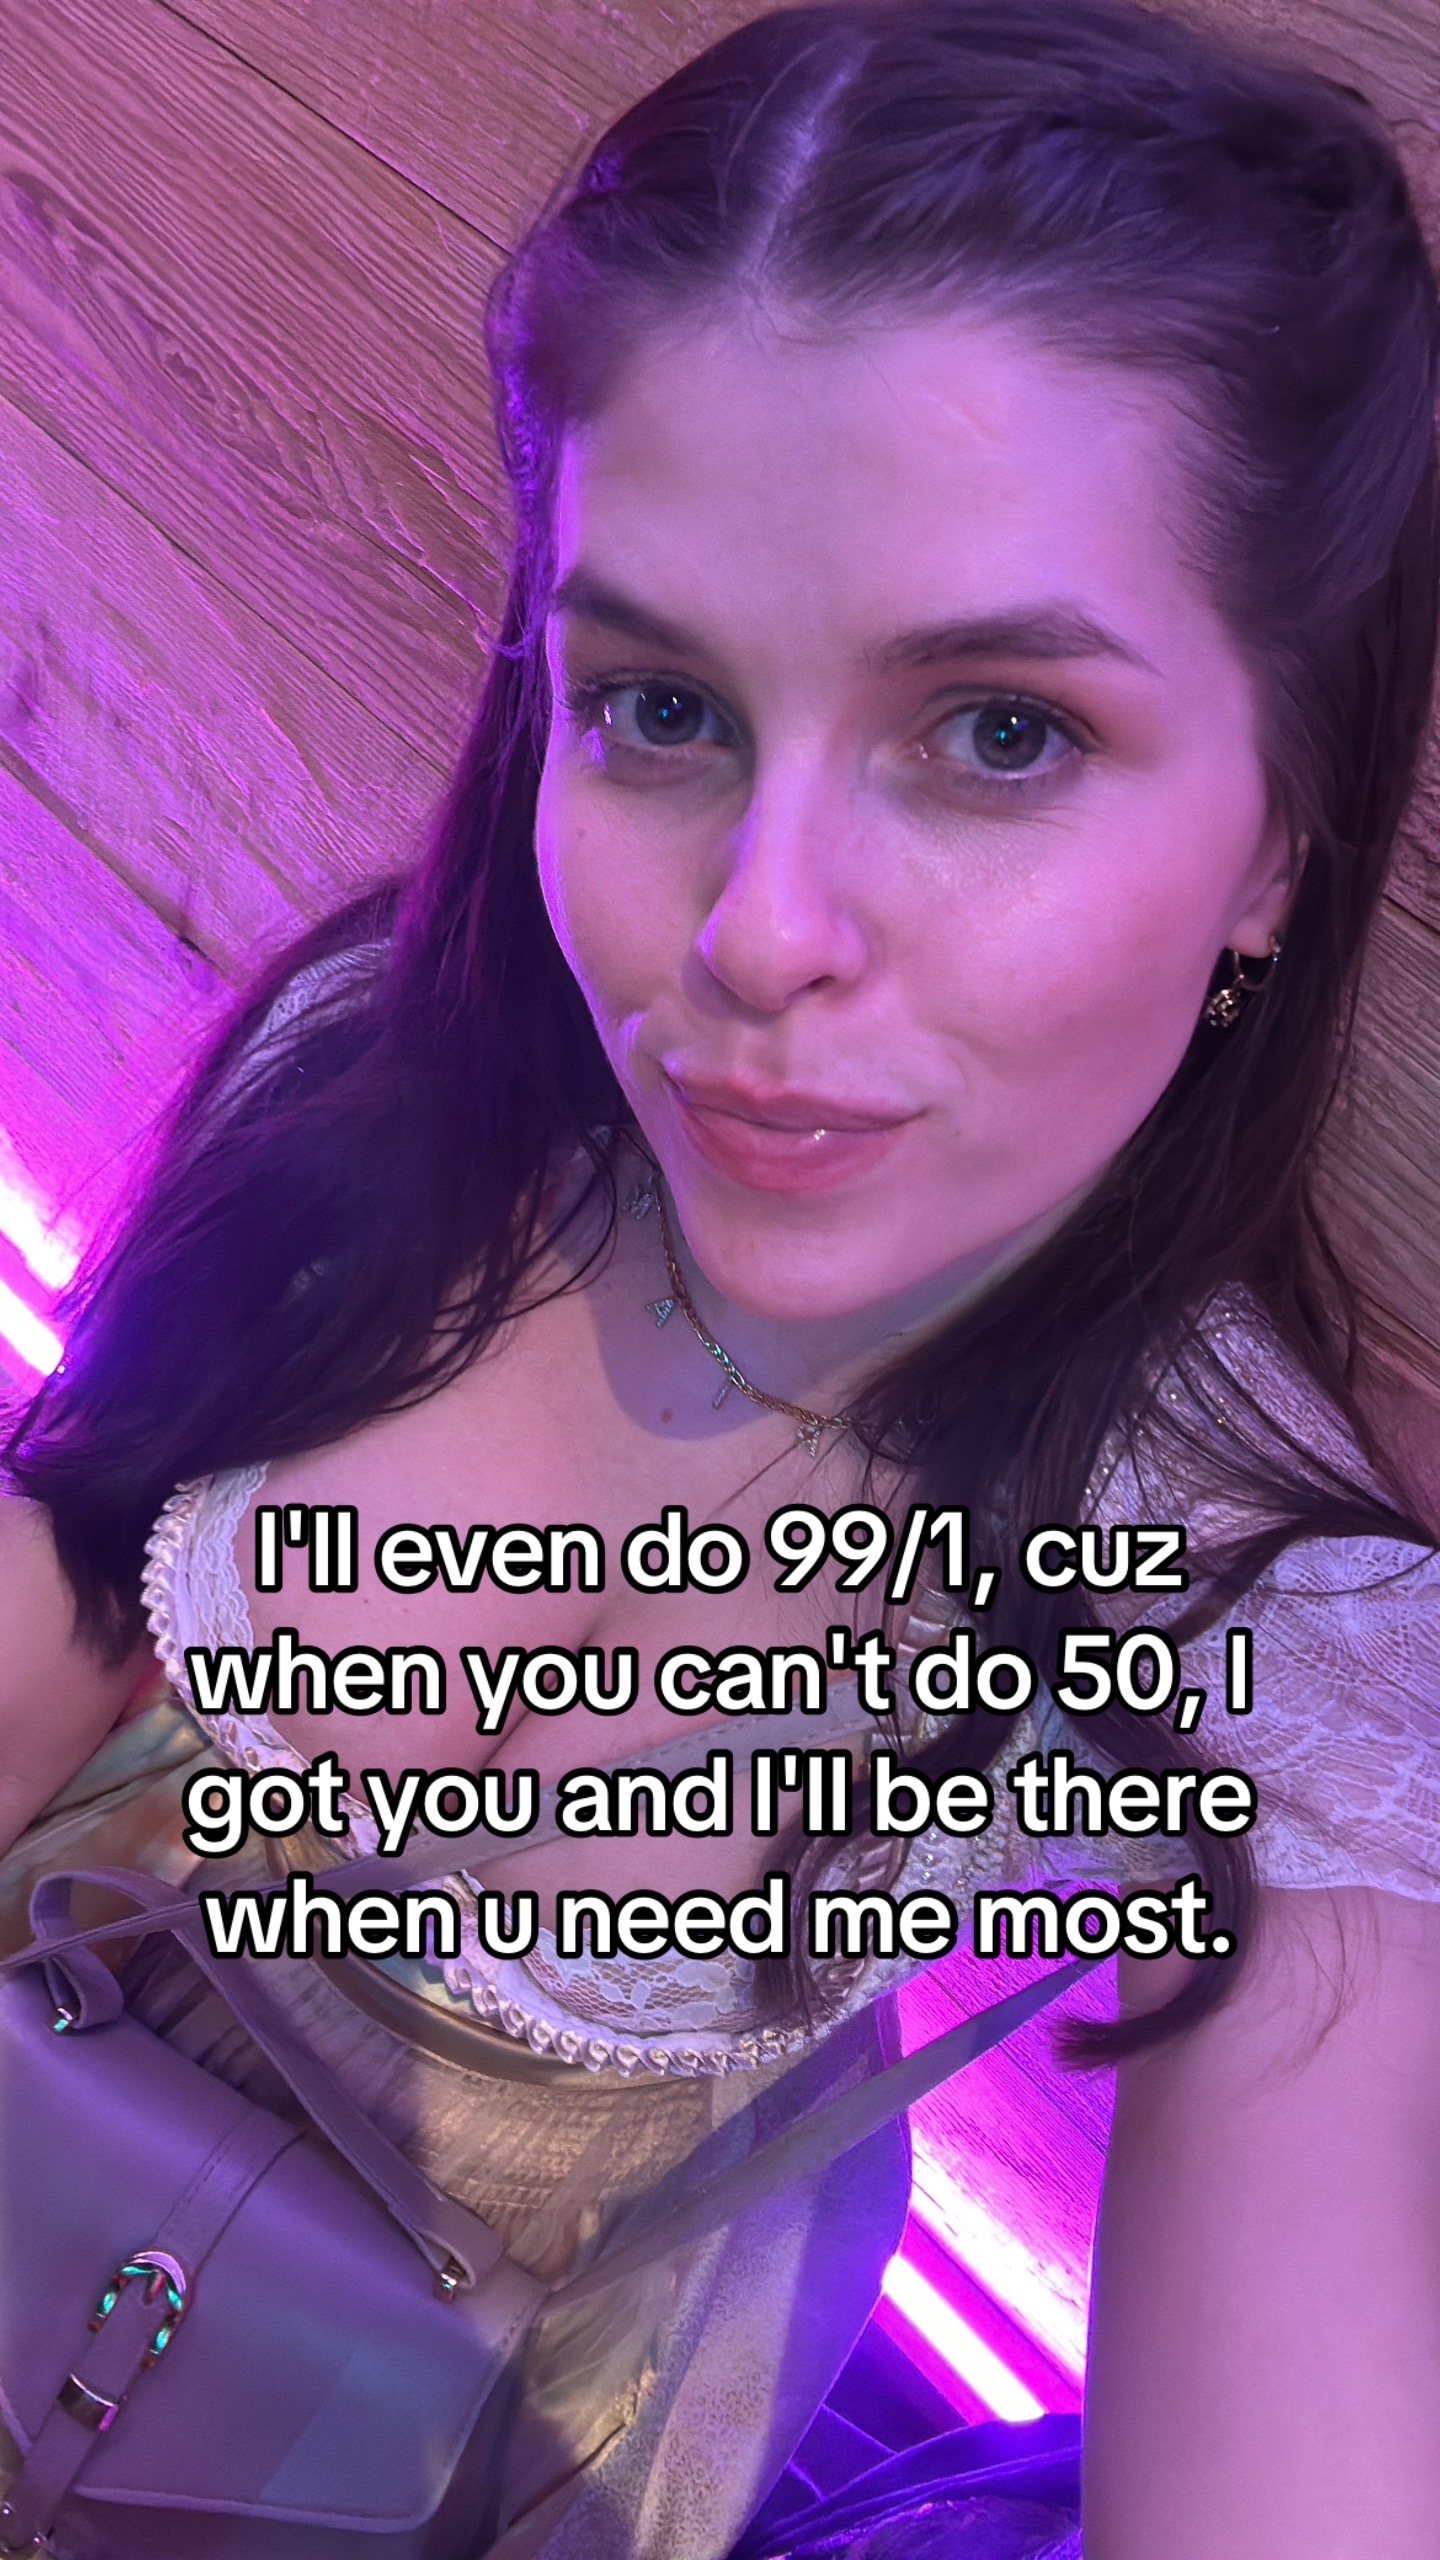 I'll even do 99/1, cuz
when you can't do 50, I
got you and I'll be there
when u need me most.